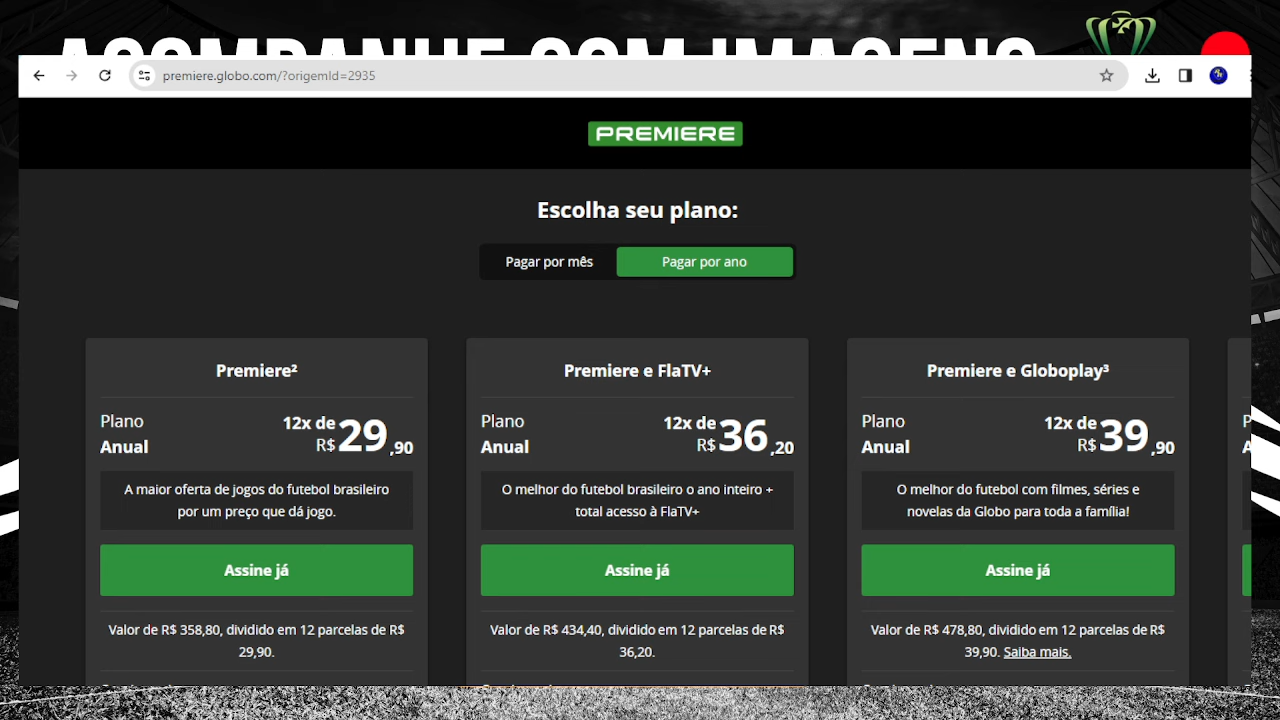 ACOMPANHE COM IMAGENS
premiere.globo.com/?origemId=2935
PREMIERE
Escolha seu plano:
Pagar por mês
Pagar por ano
Premiere²
Plano
Anual
12x de
R$ 29,90
A maior oferta de jogos do futebol brasileiro
por um preço que dá jogo.
Assine já
Valor de R$ 358,80, dividido em 12 parcelas de R$
29,90.
Premiere e FlaTV+
Plano
Anual
12x de
R$ 36,20
O melhor do futebol brasileiro o ano inteiro +
total acesso à FlaTV+
Assine já
Valor de R$ 434,40, dividido em 12 parcelas de R$
36,20.
Premiere e Globoplay³
Plano
Anual
12x de
R$ 39,90
O melhor do futebol com filmes, séries e
novelas da Globo para toda a família!
Assine já
Valor de R$ 478,80, dividido em 12 parcelas de R$
39,90. Saiba mais.